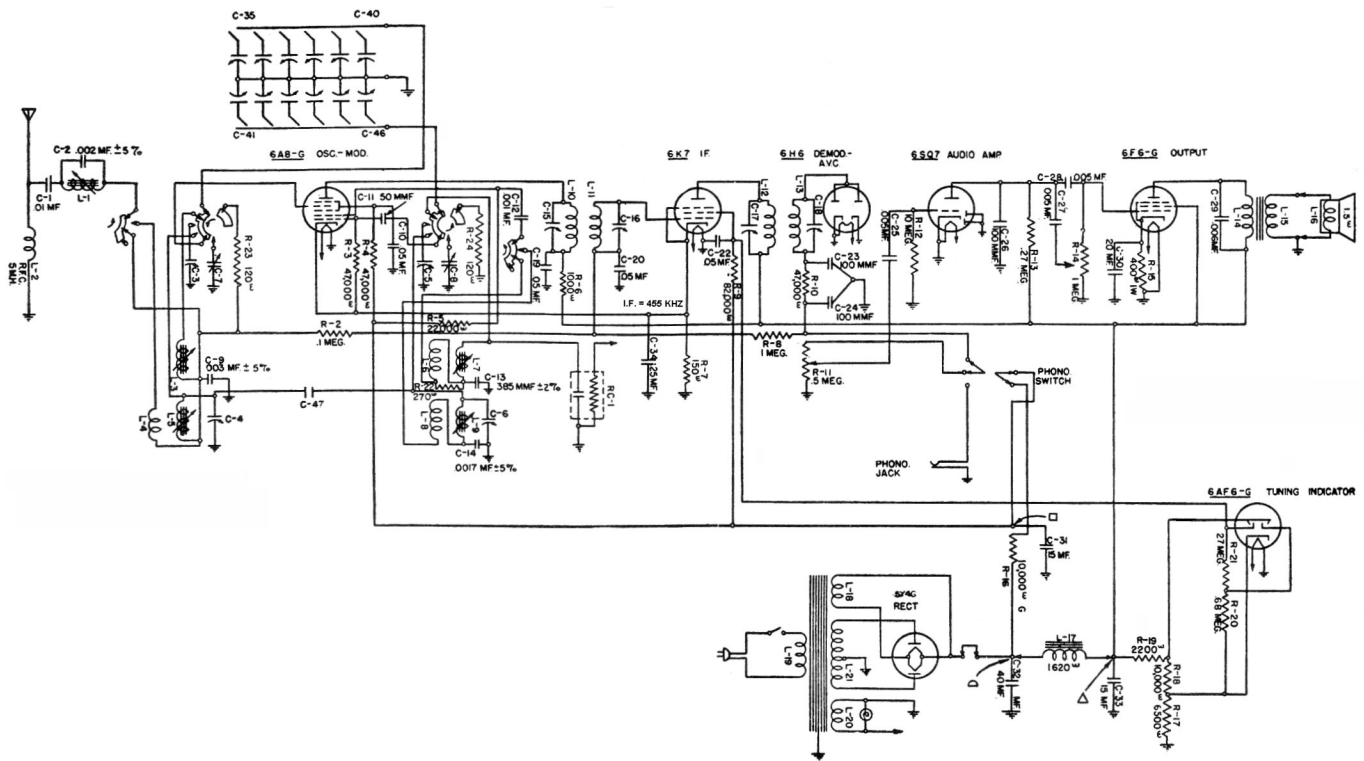 C-35
C-40
C-41
C-46
C-2 .002 MF. ±5%
C-1
.01 MF
L-1
L-2
R.F.C.
5M.H.
6A8-G OSC.-MOD.
C-11 50 MMF
C-3
C-7
R-23
120ω
R-3
47,000ω
47,000ω
C-10
.05 MF.
C-5
C-8
R-24
120ω
C-12
.001 MF.
C-19
.05 MF.
C-15
L-10
L-11
R-6
1000ω
C-16
C-20
.05 MF
6K7 IF.
C-22
.05 MF
R-9
82,000ω
L-12
C-17
6H6 DEMOD.-
AVC
L-13
C-18
C-23
100 MMF
R-10
47,000ω
C-24
100 MMF
6SQ7 AUDIO AMP.
C-25
.005 MF.
R-12
10 MEG.
C-26
100 MMF.
R-13
.27 MEG.
C-28 .005 MF.
C-27
.005 MF.
R-14
1 MEG.
6F6-G OUTPUT
C-30
20 MF.
R-15
400ω 1W
C-29
.006MF.
L-14
L-15
L-16
1.5ω
I.F. = 455 KHZ
R-2
.1 MEG.
R-5
22,000ω
L-3
C-9
.003 MF. ± 5%
L-4
L-5
C-4
C-47
L-6
L-7
R-22
270ω
L-8
L-9
C-13
385MMF ±2%
C-6
C-14
.0017 MF ±5%
RC-1
C-34
.25 MF.
R-7
150ω
R-8
1 MEG.
R-11
.5 MEG.
PHONO.
SWITCH
PHONO.
JACK
6AF6-G TUNING INDICATOR
R-21
.27 MEG.
R-20
.68 MEG.
C-31
15 MF.
R-16
10,000ω
G
L-18
5Y4G
RECT
L-19
L-21
L-20
D
C-32
40 MF.
MF.
L-17
1620ω
C-33
15 MF.
R-19
2200ω
R-18
10,000ω
R-17
6500ω